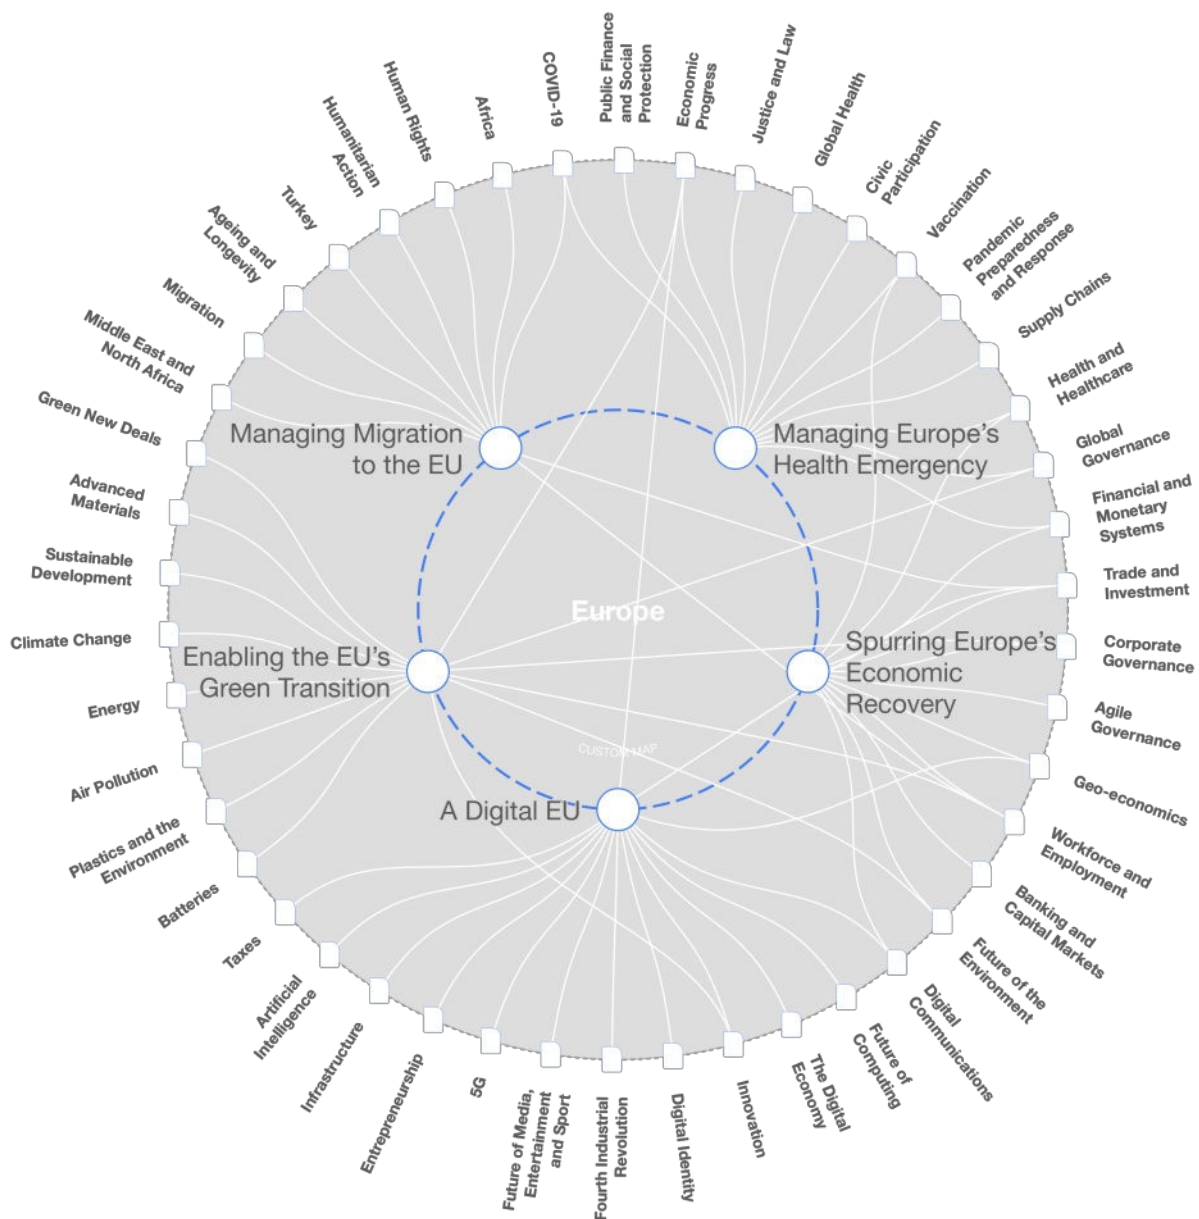 Public Finance
and Social
Protection
Economic
Progress
Justice and Law
Global Health
Civic
Participation
Vaccination
Pandemic
Preparedness
and Response
Supply Chains
Health and
Healthcare
Global
Governance
Financial and
Monetary
Systems
Trade and
Investment
Corporate
Governance
Agile
Governance
Geo-economics
Workforce and
Employment
Banking and
Capital Markets
Future of the
Environment
Digital
Communications
Future of
Computing
The Digital
Economy
Innovation
Digital Identity
Fourth Industrial
Revolution
Future of Media,
Entertainment
and Sport
5G
Entrepreneurship
Infrastructure
Artificial
Intelligence
Taxes
Batteries
Plastics and the
Environment
Air Pollution
Energy
Climate Change
Sustainable
Development
Advanced
Materials
Green New Deals
Middle East and
North Africa
Migration
Ageing and
Longevity
Turkey
Humanitarian
Action
Human Rights
Africa
COVID-19
Managing Migration
to the EU
Managing Europe's
Health Emergency
Europe
Enabling the EU's
Green Transition
Spurring Europe's
Economic
Recovery
CUSTOM MAP
A Digital EU